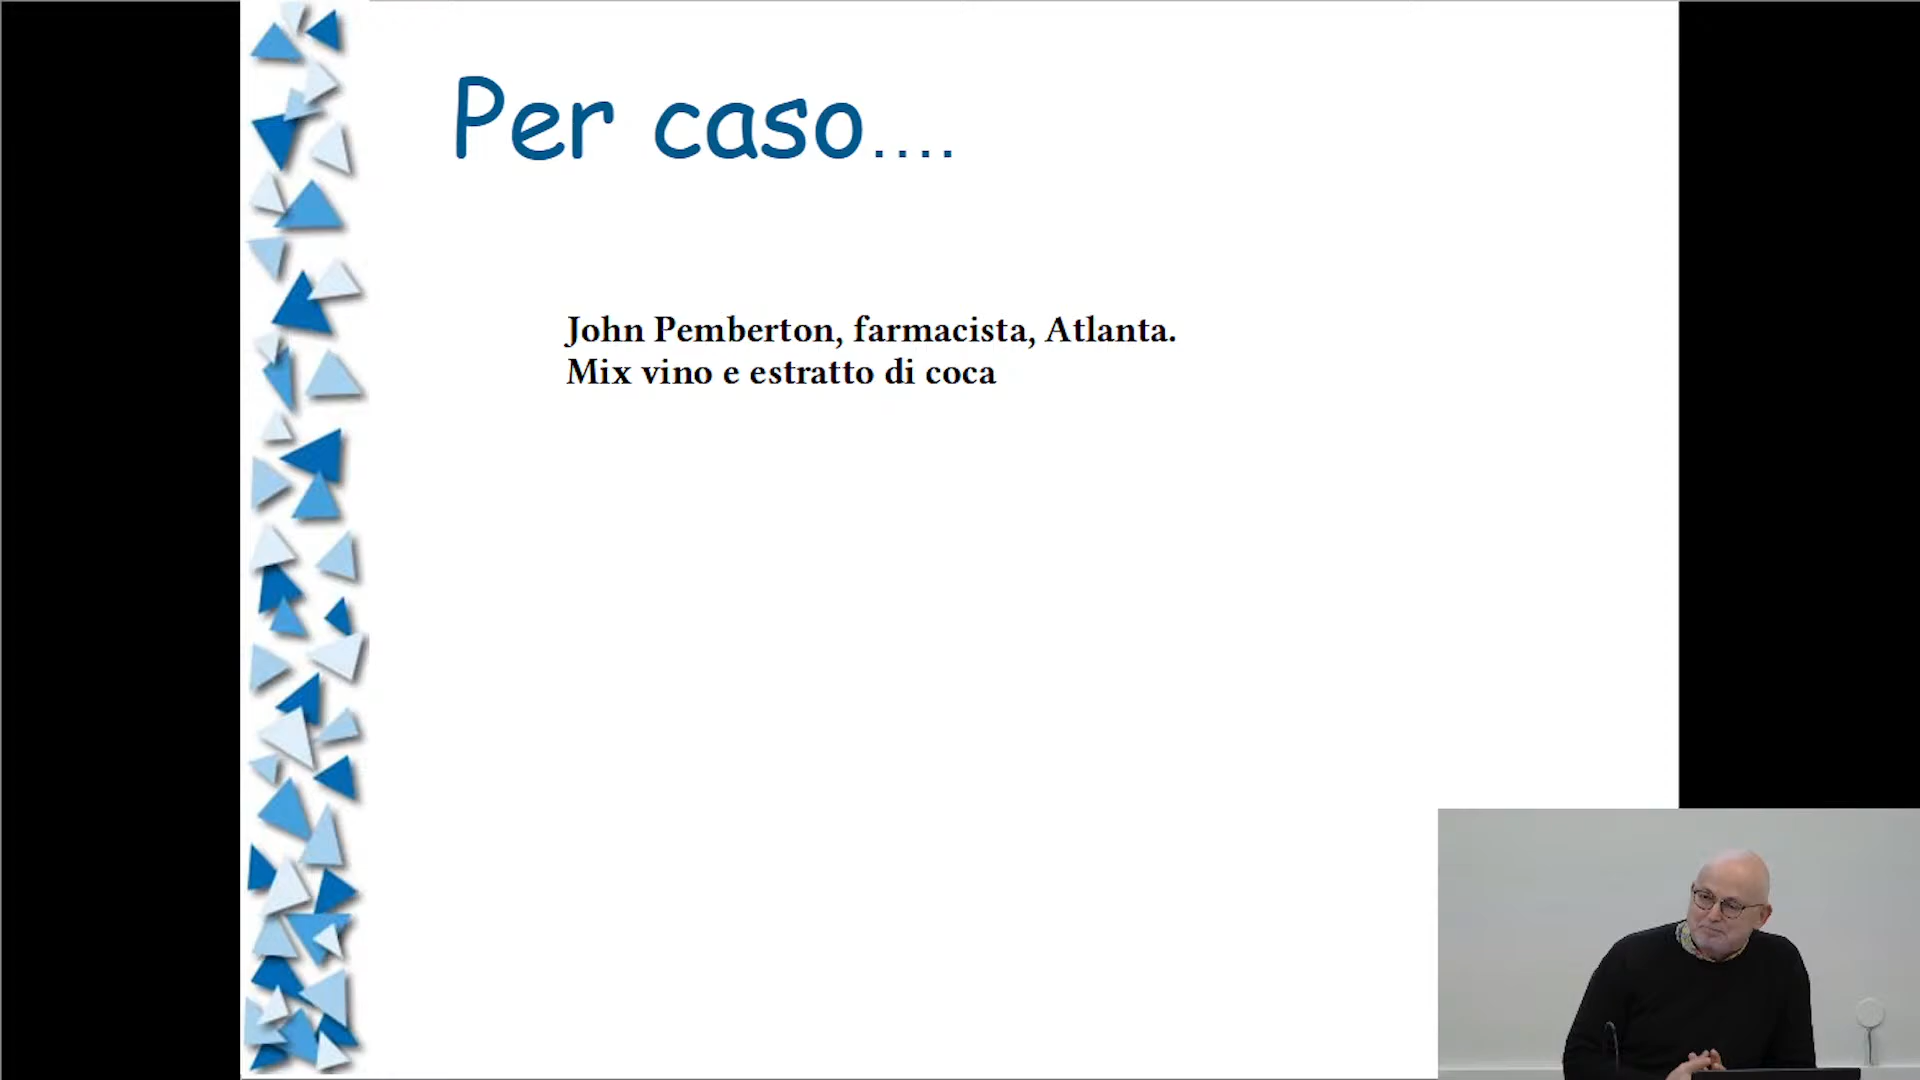 Per caso....
John Pemberton, farmacista, Atlanta.
Mix vino e estratto di coca